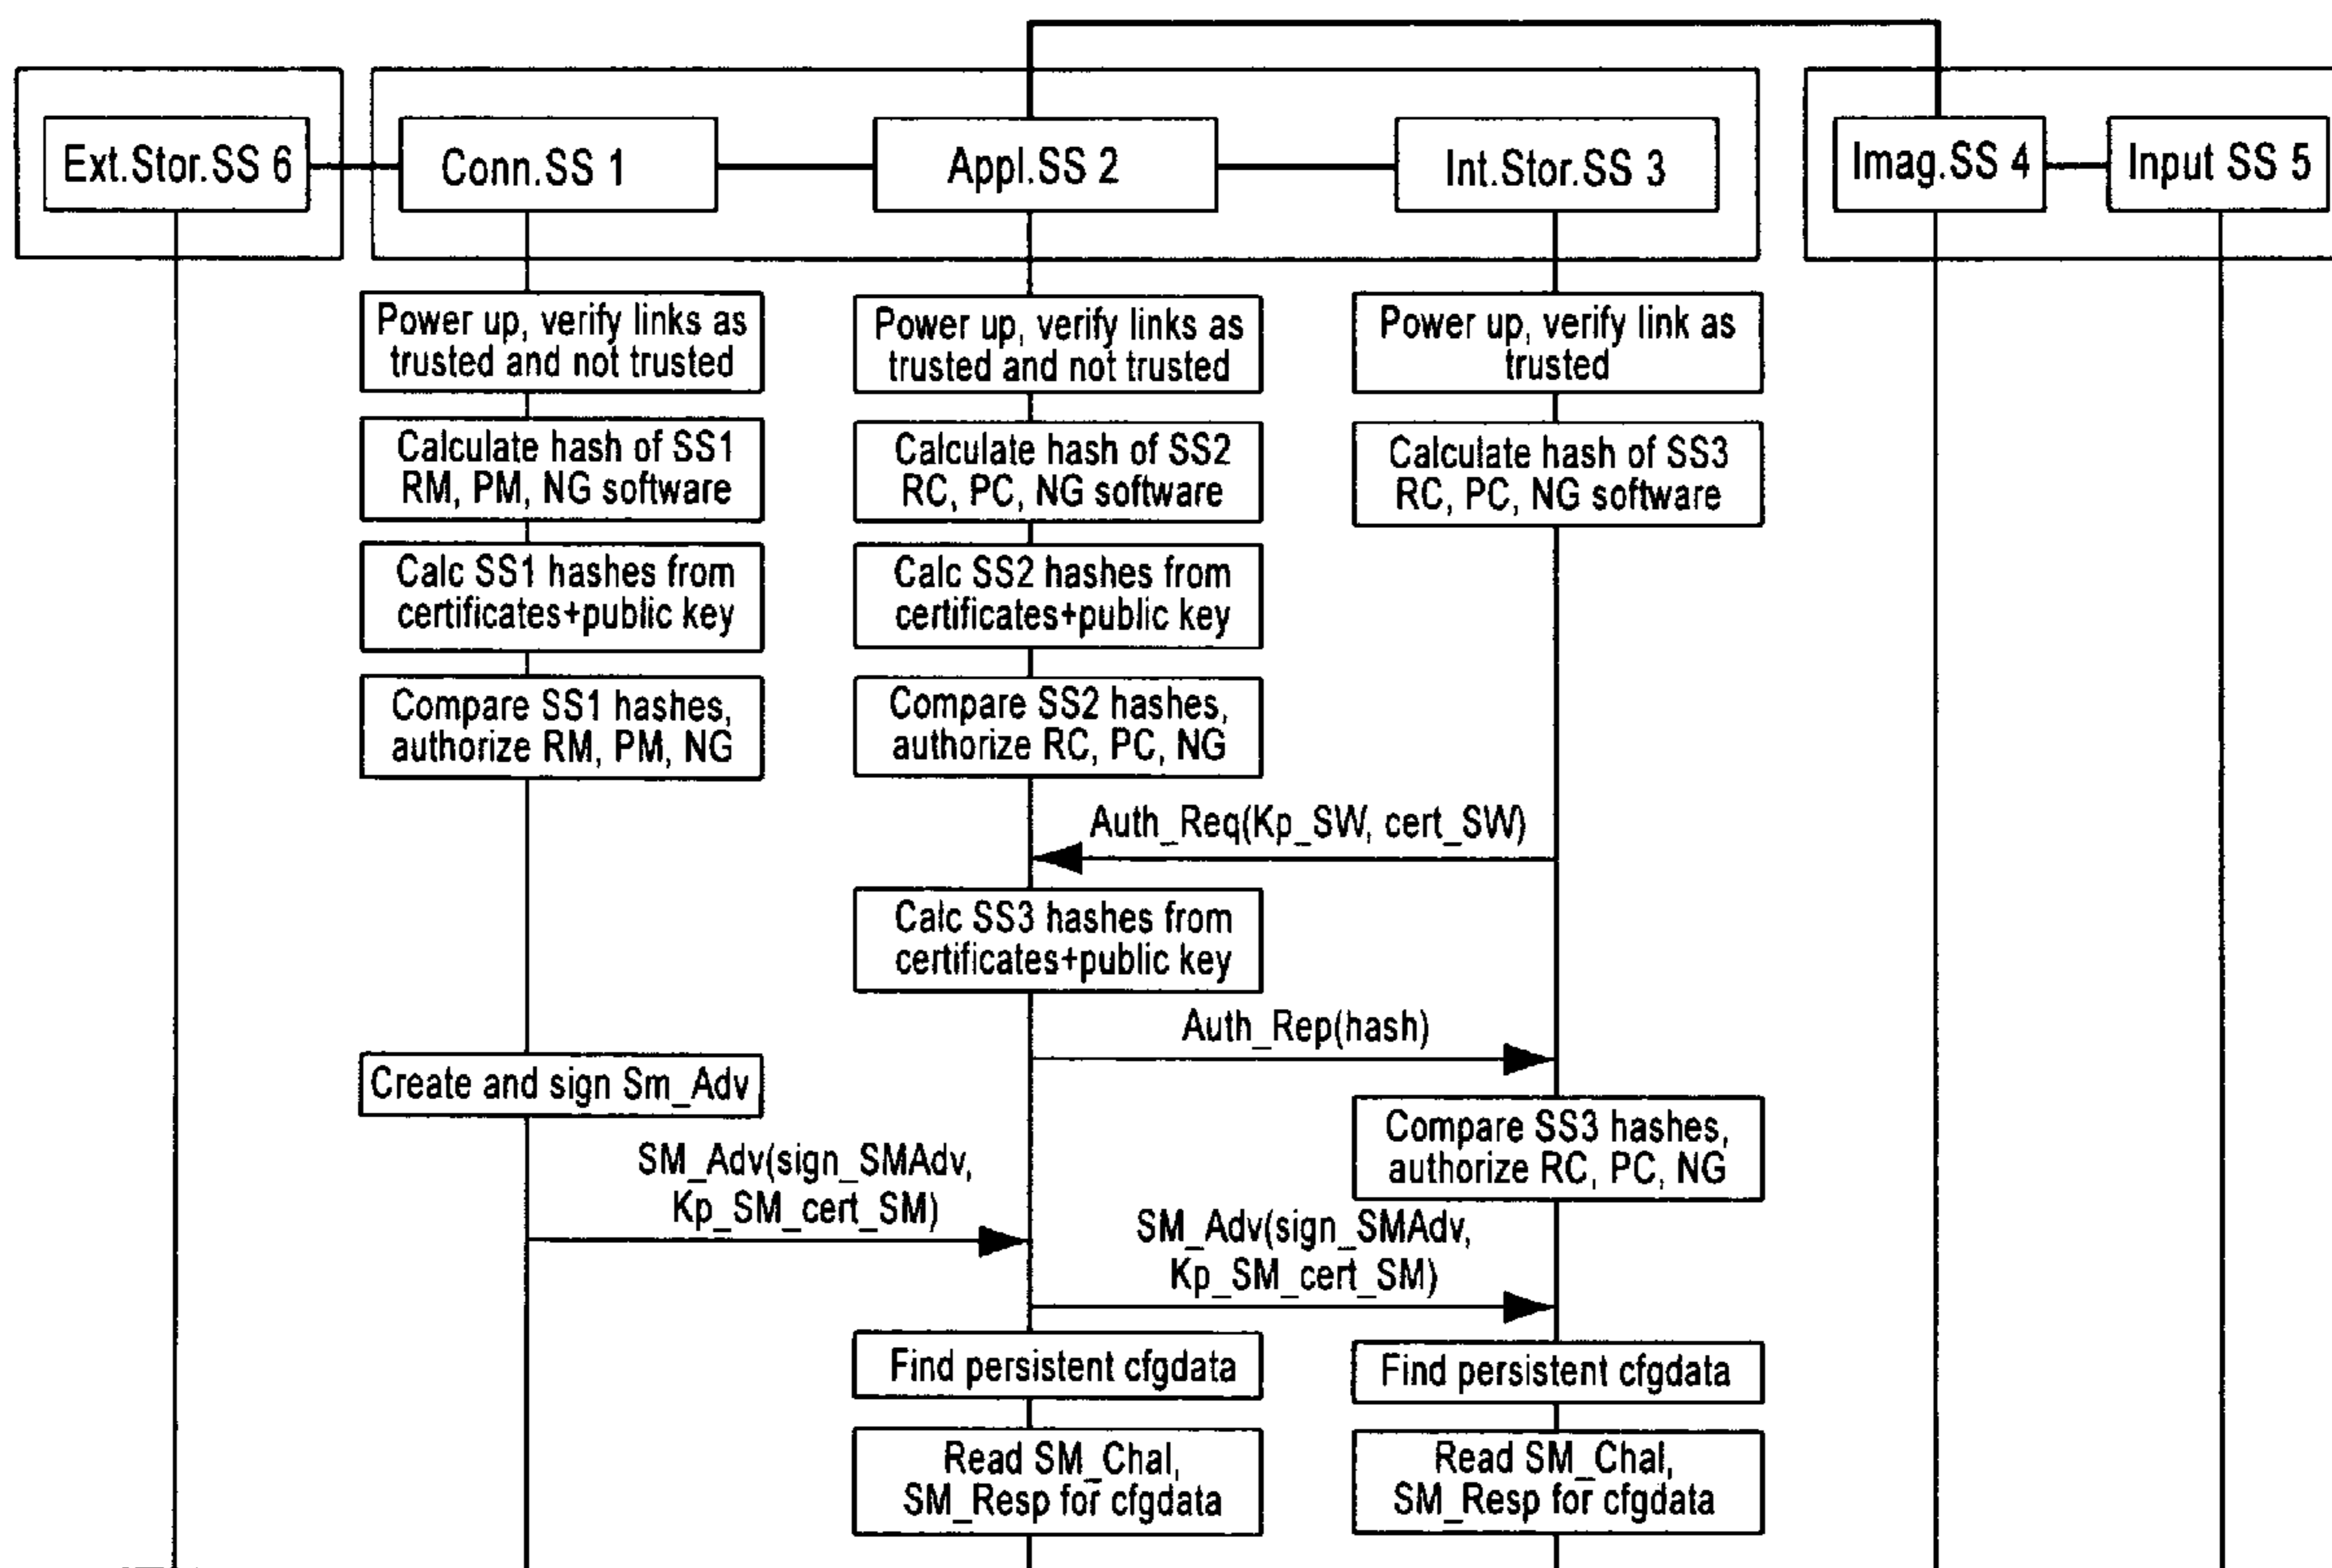 Ext.Stor.SS 6
Conn.SS 1
Appl.SS 2
Int.Stor.SS 3
Imag.SS 4
Input SS 5
Power up, verify links as
trusted and not trusted
Power up, verify links as
trusted and not trusted
Power up, verify link as
trusted
Calculate hash of SS1
RM, PM, NG software
Calculate hash of SS2
RC, PC, NG software
Calculate hash of SS3
RC, PC, NG software
Calc SS1 hashes from
certificates+public key
Calc SS2 hashes from
certificates+public key
Compare SS1 hashes,
authorize RM, PM, NG
Compare SS2 hashes,
authorize RC, PC, NG
Auth_Req(Kp_SW, cert_SW)
Calc SS3 hashes from
certificates+public key
Auth_Rep(hash)
Create and sign Sm_Adv
Compare SS3 hashes,
authorize RC, PC, NG
SM_Adv(sign_SMAdv,
Kp_SM_cert_SM)
SM_Adv(sign_SMAdv,
Kp_SM_cert_SM)
Find persistent cfgdata
Find persistent cfgdata
Read SM_Chal,
SM_Resp for cfgdata
Read SM_Chal,
SM_Resp for cfgdata